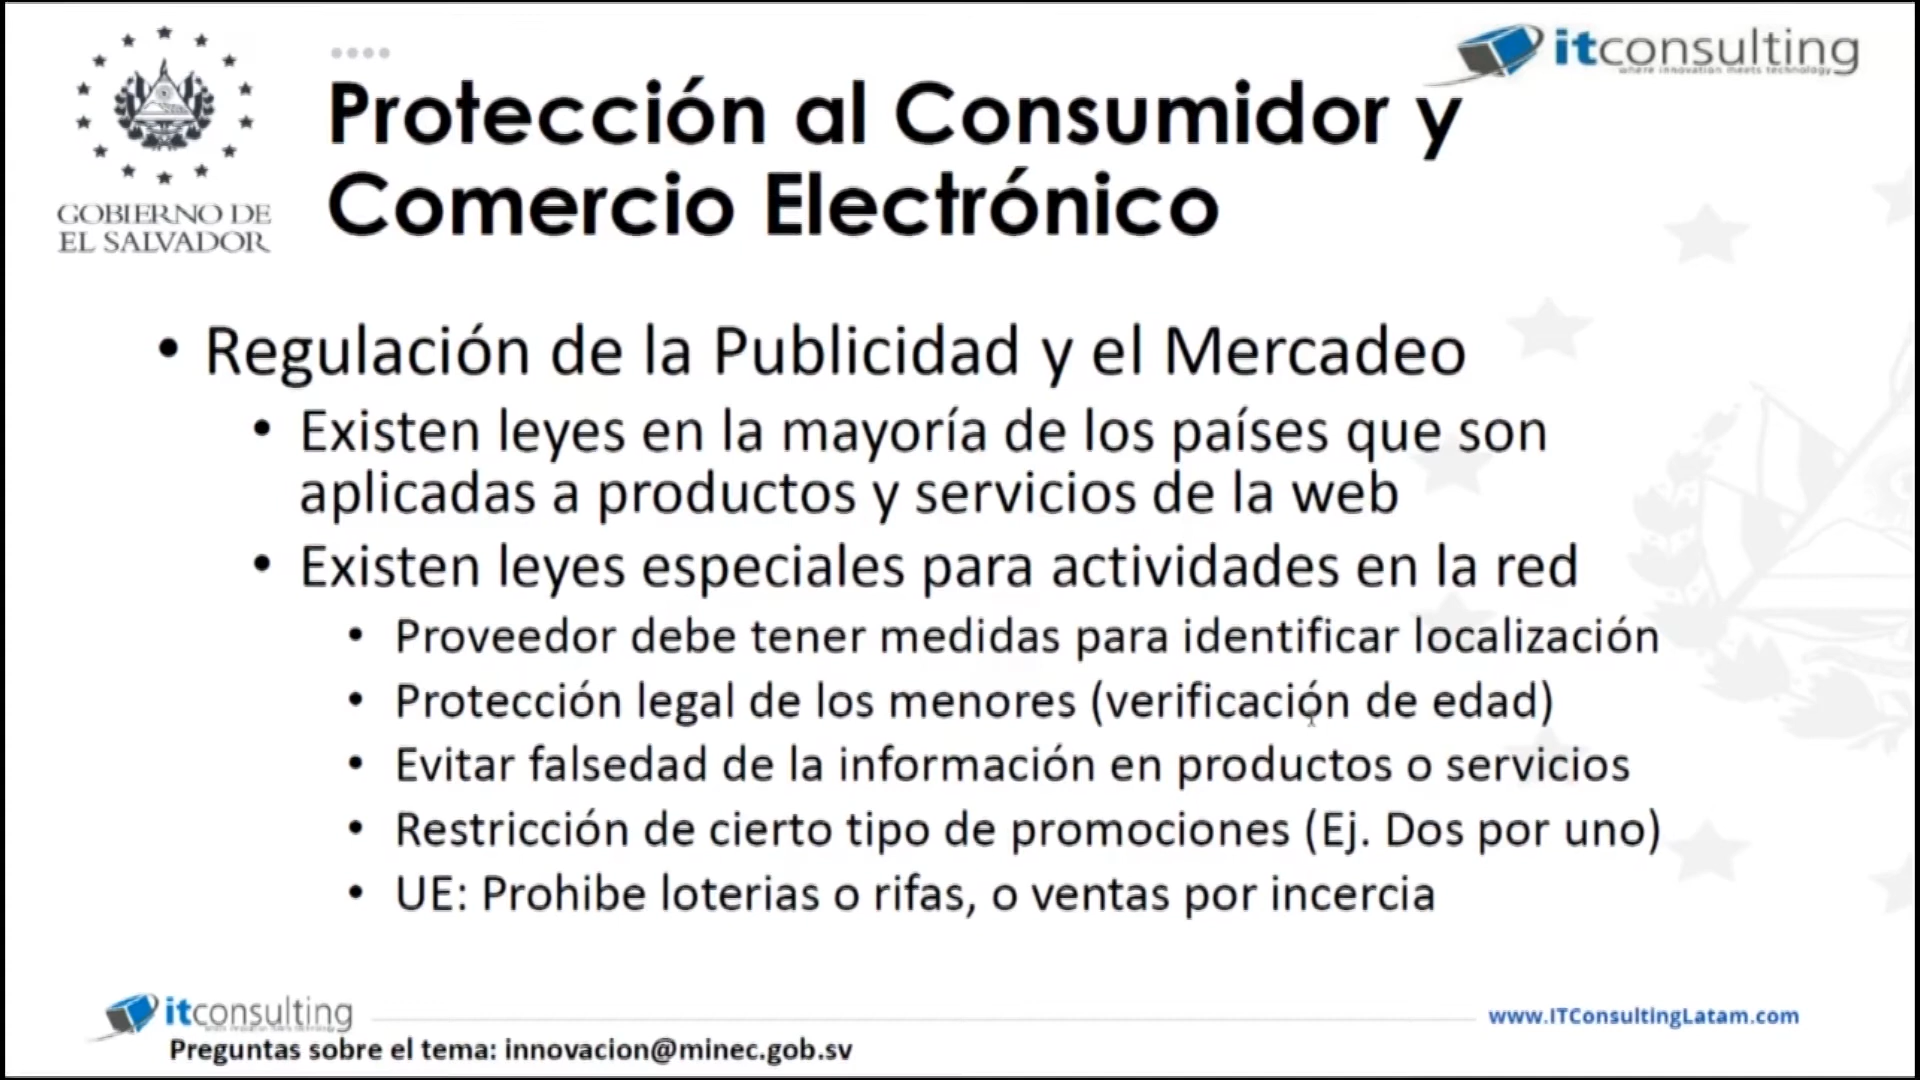 GOBIERNO DE
EL SALVADOR
itconsulting
where innovation meets technology
Protección al Consumidor y
Comercio Electrónico
• Regulación de la Publicidad y el Mercadeo
• Existen leyes en la mayoría de los países que son
aplicadas a productos y servicios de la web
• Existen leyes especiales para actividades en la red
• Proveedor debe tener medidas para identificar localización
• Protección legal de los menores (verificación de edad)
• Evitar falsedad de la información en productos o servicios
• Restricción de cierto tipo de promociones (Ej. Dos por uno)
• UE: Prohibe loterias o rifas, o ventas por incercia
itconsulting
www.ITConsultingLatam.com
Preguntas sobre el tema: innovacion@minec.gob.sv